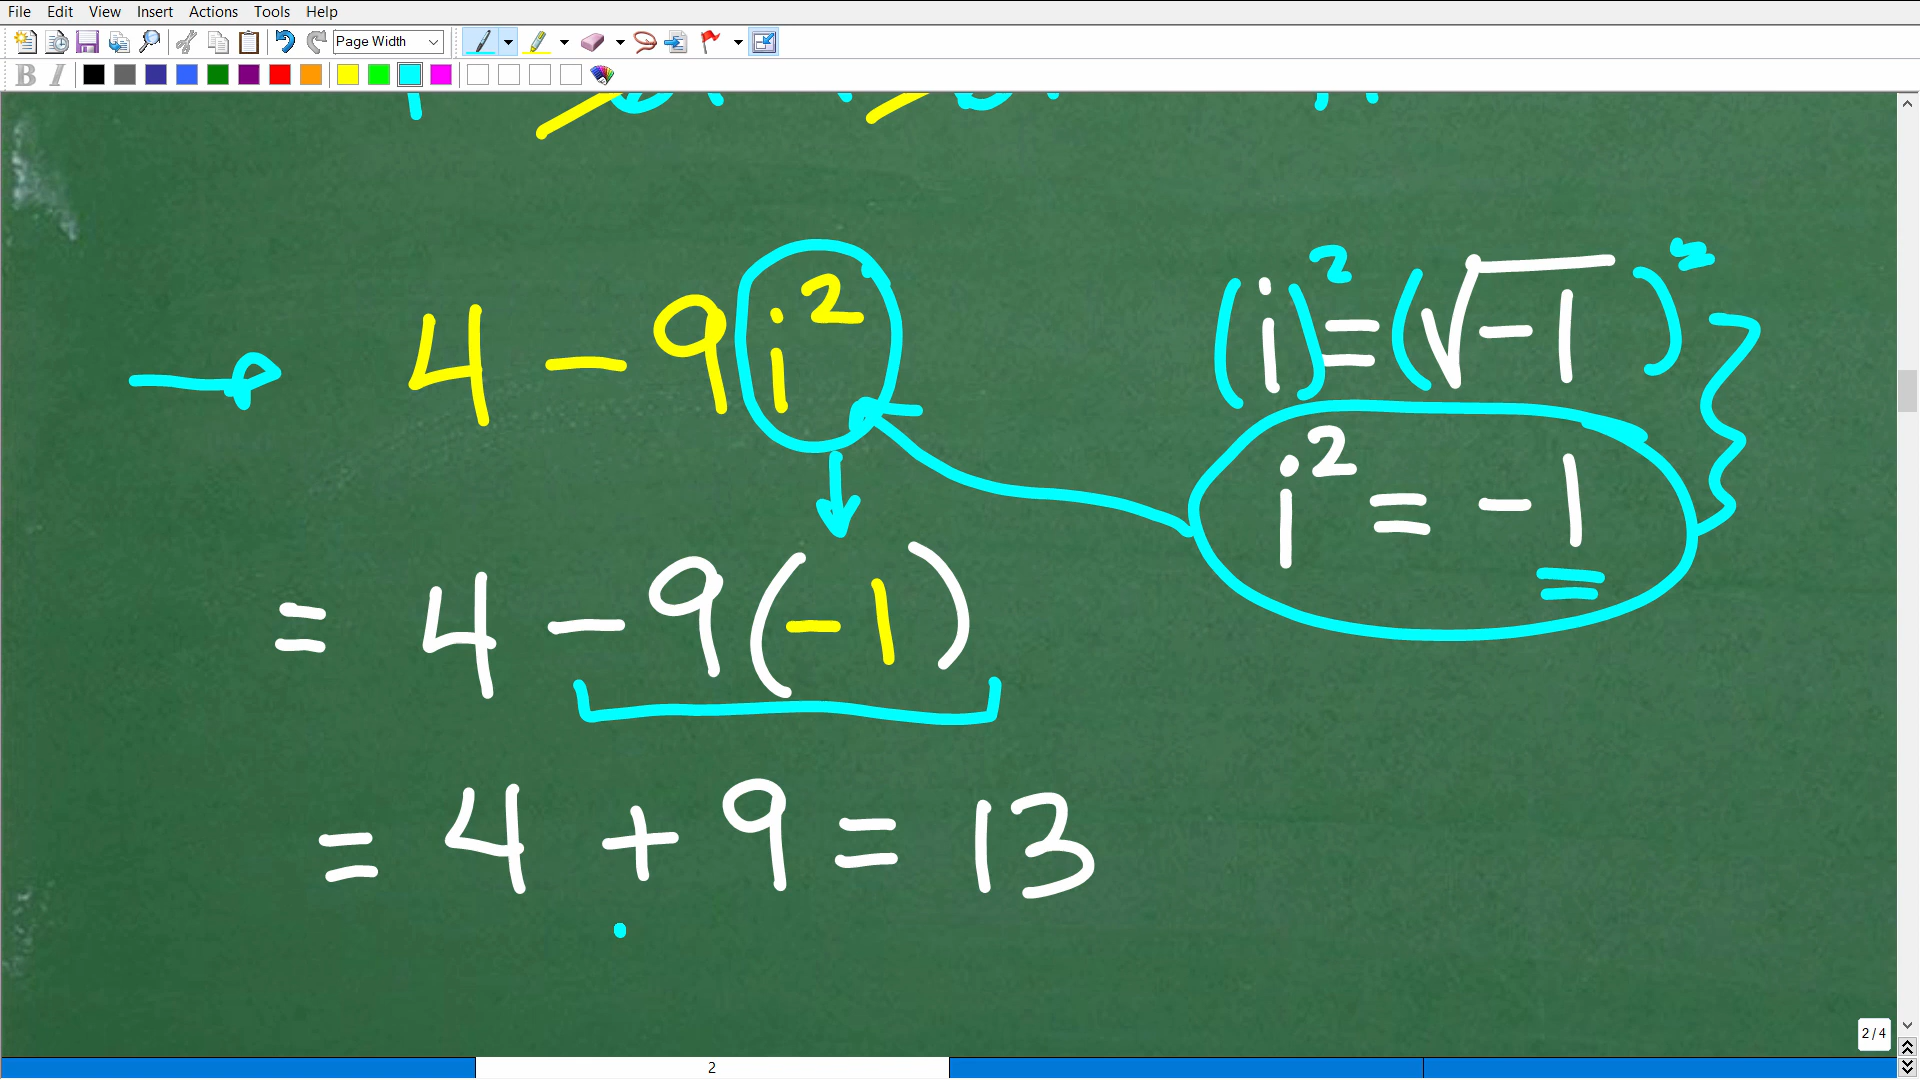 File Edit View Insert Actions Tools Help
Page Width
B I
4 - 9i²
(i)² = (√-1)²
i² = -1
= 4 - 9(-1)
= 4 + 9 = 13
2 / 4
2